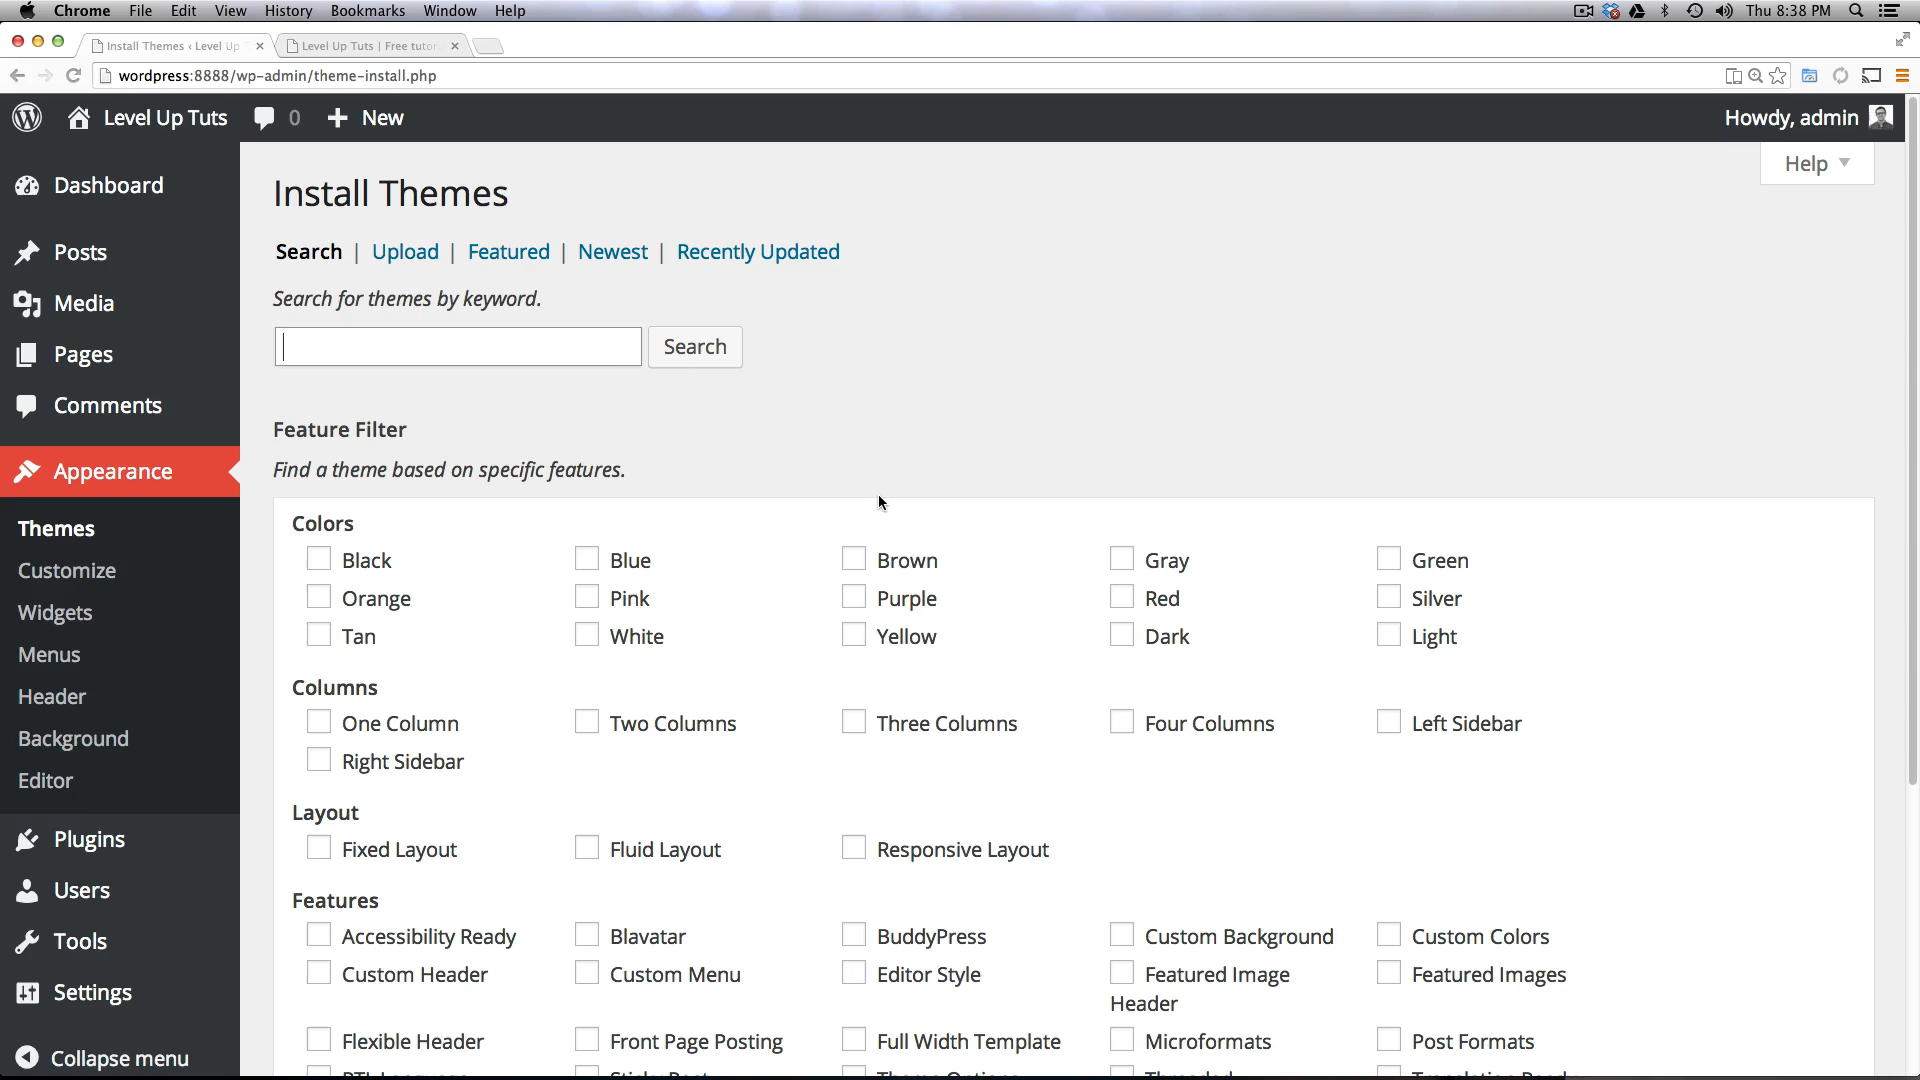 Chrome File Edit View History Bookmarks Window Help Thu 8:38 PM
Install Themes ‹ Level Up Level Up Tuts | Free tutor
wordpress:8888/wp-admin/theme-install.php
Level Up Tuts 0 New Howdy, admin
Help
Dashboard
Posts
Media
Pages
Comments
Appearance
Themes
Customize
Widgets
Menus
Header
Background
Editor
Plugins
Users
Tools
Settings
Collapse menu
Install Themes
Search | Upload | Featured | Newest | Recently Updated
Search for themes by keyword.
Search
Feature Filter
Find a theme based on specific features.
Colors
Black Blue Brown Gray Green
Orange Pink Purple Red Silver
Tan White Yellow Dark Light
Columns
One Column Two Columns Three Columns Four Columns Left Sidebar
Right Sidebar
Layout
Fixed Layout Fluid Layout Responsive Layout
Features
Accessibility Ready Blavatar BuddyPress Custom Background Custom Colors
Custom Header Custom Menu Editor Style Featured Image Featured Images
Header
Flexible Header Front Page Posting Full Width Template Microformats Post Formats